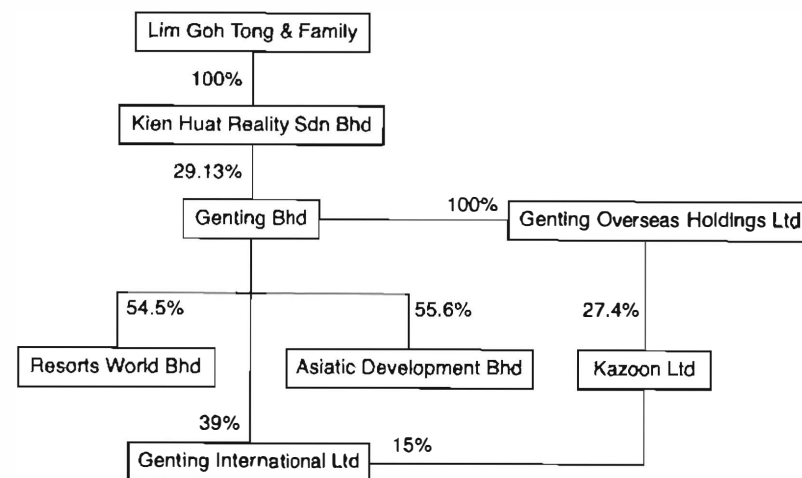 Lim Goh Tong & Family
100%
Kien Huat Reality Sdn Bhd
29.13%
Genting Bhd
100%
Genting Overseas Holdings Ltd
54.5%
55.6%
27.4%
Resorts World Bhd
Asiatic Development Bhd
Kazoon Ltd
39%
15%
Genting International Ltd